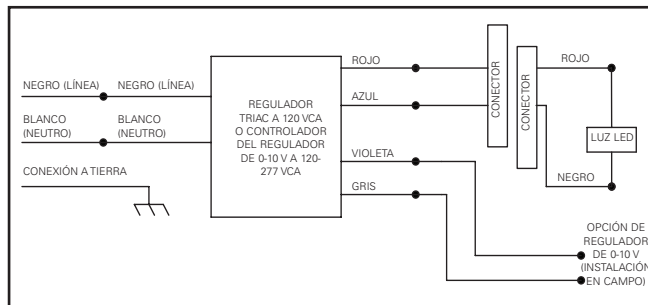 NEGRO (LÍNEA)
NEGRO (LÍNEA)
BLANCO
(NEUTRO)
BLANCO
(NEUTRO)
CONEXIÓN A TIERRA
REGULADOR
TRIAC A 120 VCA
O CONTROLADOR
DEL REGULADOR
DE 0-10 V A 120-
277 VCA
ROJO
AZUL
VIOLETA
GRIS
CONECTOR
CONECTOR
ROJO
LUZ LED
NEGRO
OPCIÓN DE
REGULADOR
DE 0-10 V
(INSTALACIÓN
EN CAMPO)